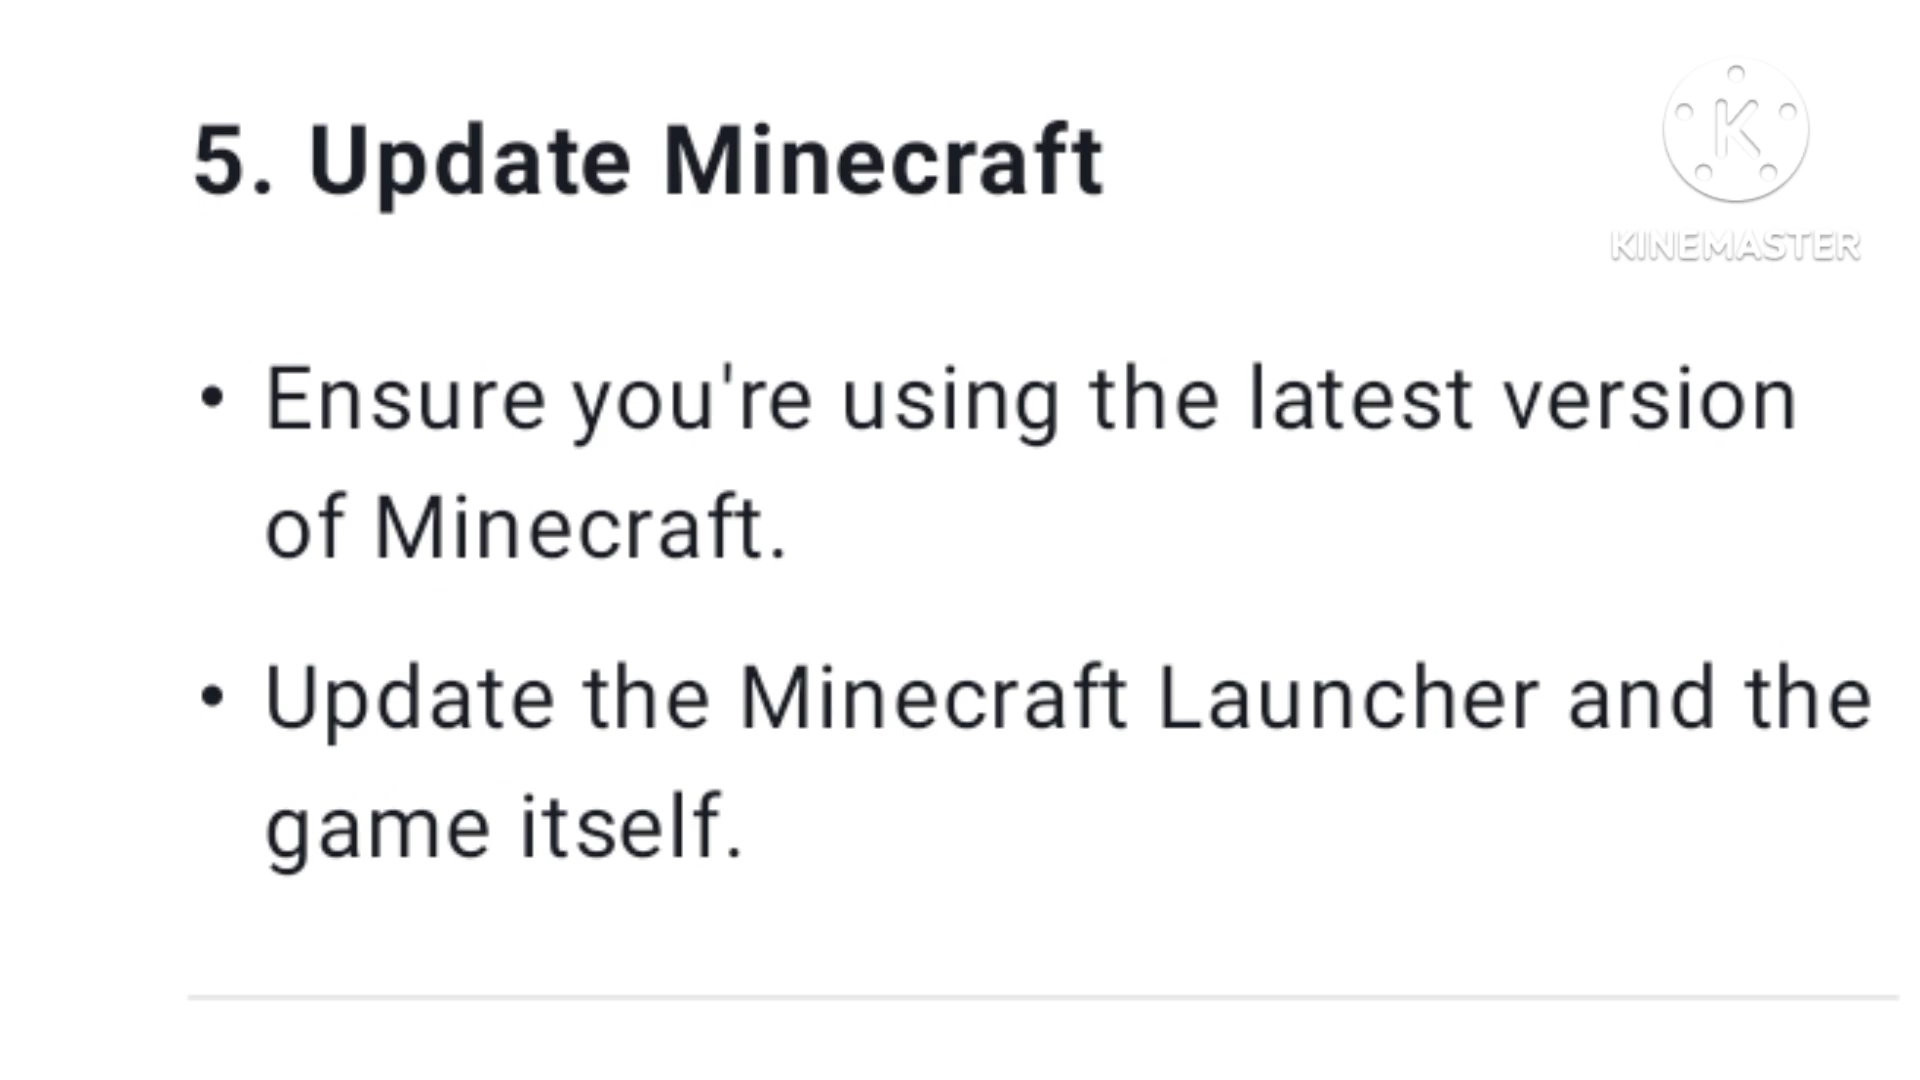 5. Update Minecraft
K
KINEMASTER
• Ensure you're using the latest version
of Minecraft.
• Update the Minecraft Launcher and the
game itself.